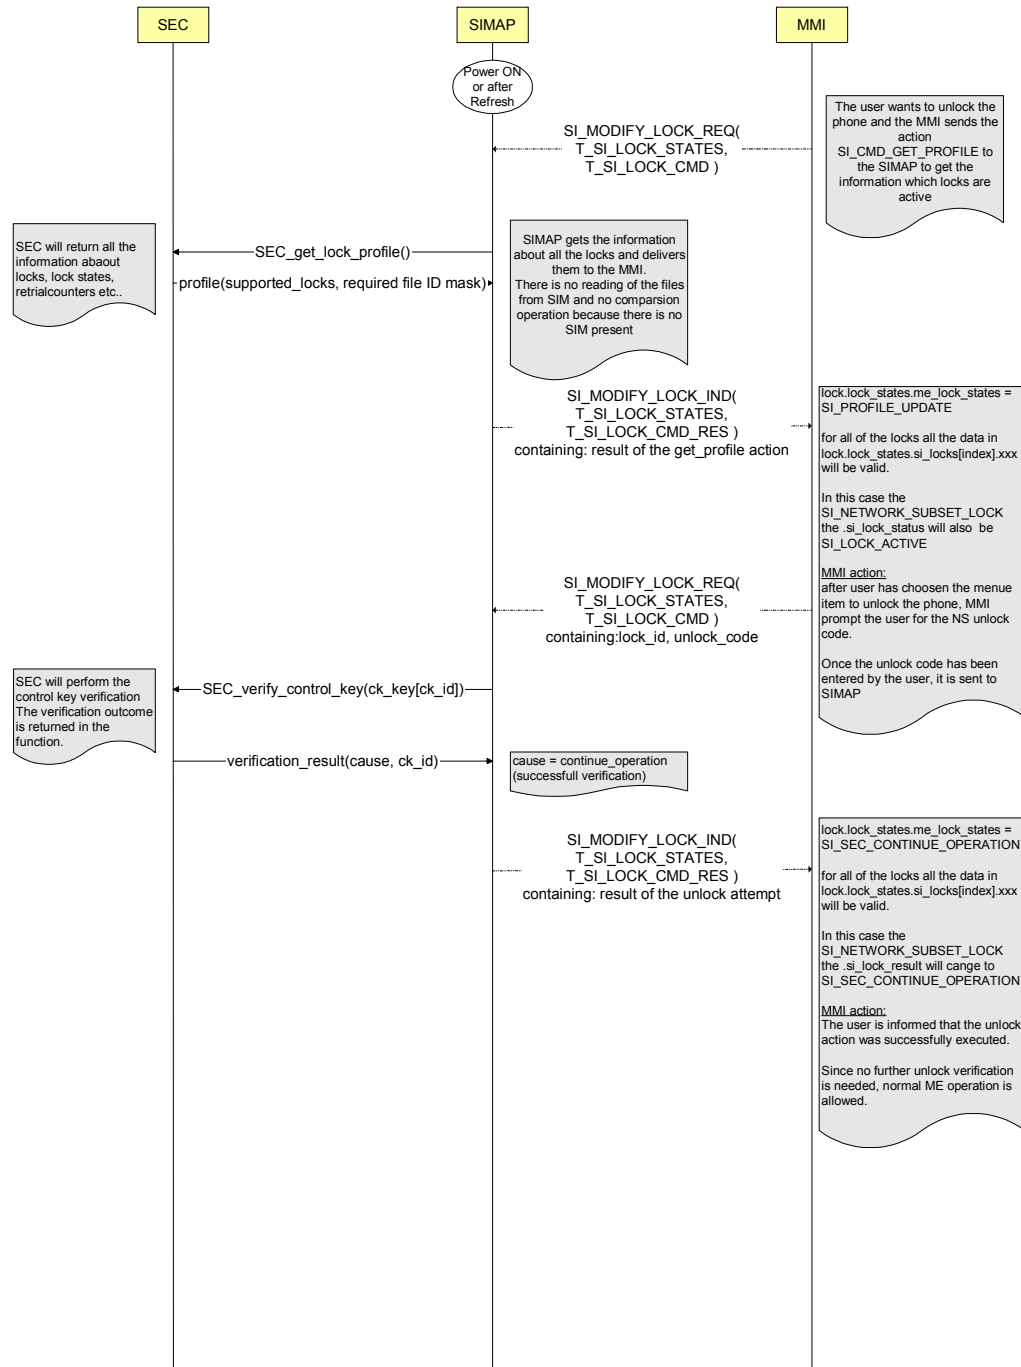 SEC
SIMAP
MMI
Power ON
or after
Refresh
The user wants to unlock the
phone and the MMI sends the
action
SI_CMD_GET_PROFILE to
the SIMAP to get the
information which locks are
active
SI_MODIFY_LOCK_REQ(
T_SI_LOCK_STATES,
T_SI_LOCK_CMD )
SEC will return all the
information abaout
locks, lock states,
retrialcounters etc..
SEC_get_lock_profile()
profile(supported_locks, required file ID mask)
SIMAP gets the information
about all the locks and delivers
them to the MMI.
There is no reading of the files
from SIM and no comparsion
operation because there is no
SIM present
SI_MODIFY_LOCK_IND(
T_SI_LOCK_STATES,
T_SI_LOCK_CMD_RES )
containing: result of the get_profile action
lock.lock_states.me_lock_states =
SI_PROFILE_UPDATE
for all of the locks all the data in
lock.lock_states.si_locks[index].xxx
will be valid.
In this case the
SI_NETWORK_SUBSET_LOCK
the .si_lock_status will also be
SI_LOCK_ACTIVE
MMI action:
after user has choosen the menue
item to unlock the phone, MMI
prompt the user for the NS unlock
code.
Once the unlock code has been
entered by the user, it is sent to
SIMAP
SI_MODIFY_LOCK_REQ(
T_SI_LOCK_STATES,
T_SI_LOCK_CMD )
containing:lock_id, unlock_code
SEC will perform the
control key verification
The verification outcome
is returned in the
function.
SEC_verify_control_key(ck_key[ck_id])
verification_result(cause, ck_id)
cause = continue_operation
(successfull verification)
SI_MODIFY_LOCK_IND(
T_SI_LOCK_STATES,
T_SI_LOCK_CMD_RES )
containing: result of the unlock attempt
lock.lock_states.me_lock_states =
SI_SEC_CONTINUE_OPERATION
for all of the locks all the data in
lock.lock_states.si_locks[index].xxx
will be valid.
In this case the
SI_NETWORK_SUBSET_LOCK
the .si_lock_result will cange to
SI_SEC_CONTINUE_OPERATION
MMI action:
The user is informed that the unlock
action was successfully executed.
Since no further unlock verification
is needed, normal ME operation is
allowed.